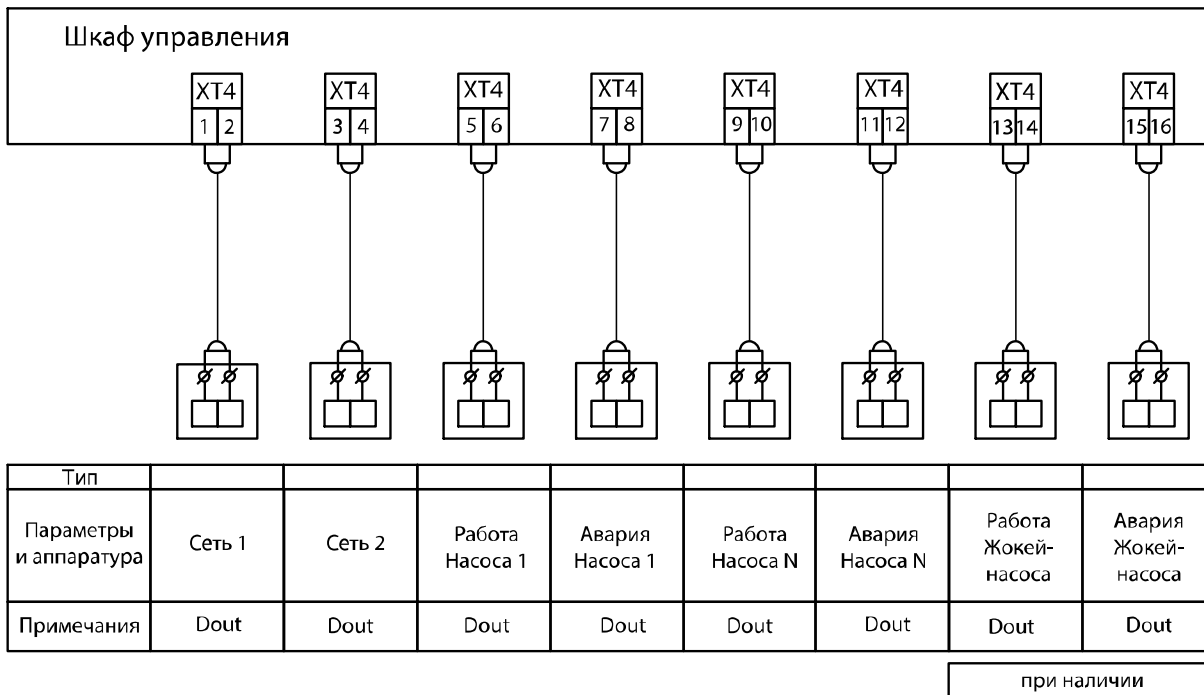 Шкаф управления
XT4 XT4 XT4 XT4 XT4 XT4 XT4 XT4
1 2 3 4 5 6 7 8 9 10 11 12 13 14 15 16
Тип
Параметры и аппаратура
Сеть 1
Сеть 2
Работа Насоса 1
Авария Насоса 1
Работа Насоса N
Авария Насоса N
Работа Жокей-насоса
Авария Жокей-насоса
Примечания Dout Dout Dout Dout Dout Dout Dout Dout
при наличии